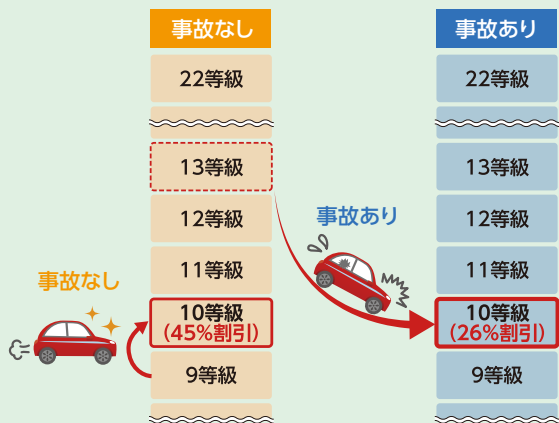 事故なし
22等級
13等級
12等級
11等級
10等級
(45%割引)
9等級
事故なし
事故あり
事故あり
22等級
13等級
12等級
11等級
10等級
(26%割引)
9等級